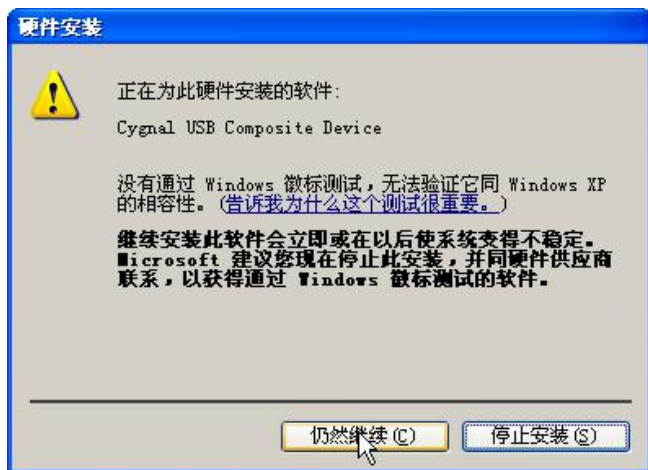 硬件安装
正在为此硬件安装的软件:
Cygnal USB Composite Device
没有通过 Windows 徽标测试，无法验证它同 Windows XP
的相容性。(告诉我为什么这个测试很重要。)
继续安装此软件会立即或在以后使系统变得不稳定。
Microsoft 建议您现在停止此安装，并同硬件供应商
联系，以获得通过 Windows 徽标测试的软件。
仍然继续(C)
停止安装(S)